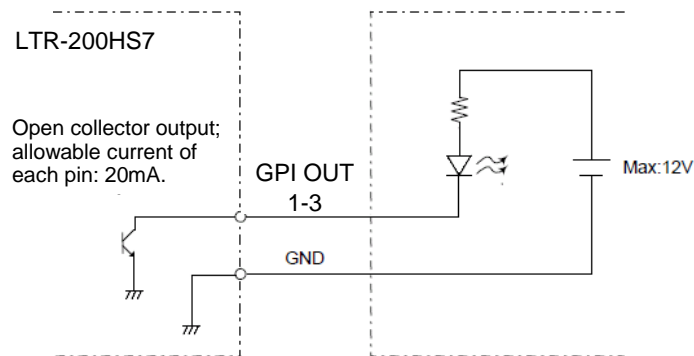 LTR-200HS7
Open collector output;
allowable current of
each pin: 20mA.
GPI OUT
1-3
GND
Max:12V